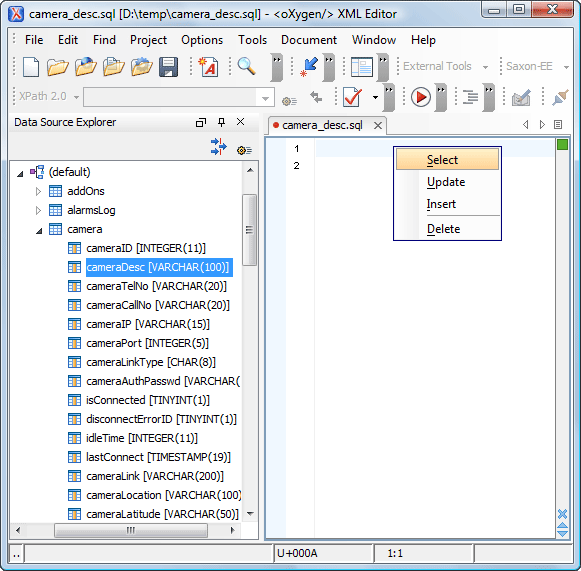 camera_desc.sql [D:\temp\camera_desc.sql] - <oXygen/> XML Editor
File Edit Find Project Options Tools Document Window Help
External Tools Saxon-EE
XPath 2.0
Data Source Explorer
camera_desc.sql
(default)
addOns
alarmsLog
camera
cameraID [INTEGER(11)]
cameraDesc [VARCHAR(100)]
cameraTelNo [VARCHAR(20)]
cameraCallNo [VARCHAR(20)]
cameraIP [VARCHAR(15)]
cameraPort [INTEGER(5)]
cameraLinkType [CHAR(8)]
cameraAuthPasswd [VARCHAR(
isConnected [TINYINT(1)]
disconnectErrorID [TINYINT(1)]
idleTime [INTEGER(11)]
lastConnect [TIMESTAMP(19)]
cameraLink [VARCHAR(200)]
cameraLocation [VARCHAR(100)
cameraLatitude [VARCHAR(50)]
1
2
Select
Update
Insert
Delete
.. U+000A 1:1